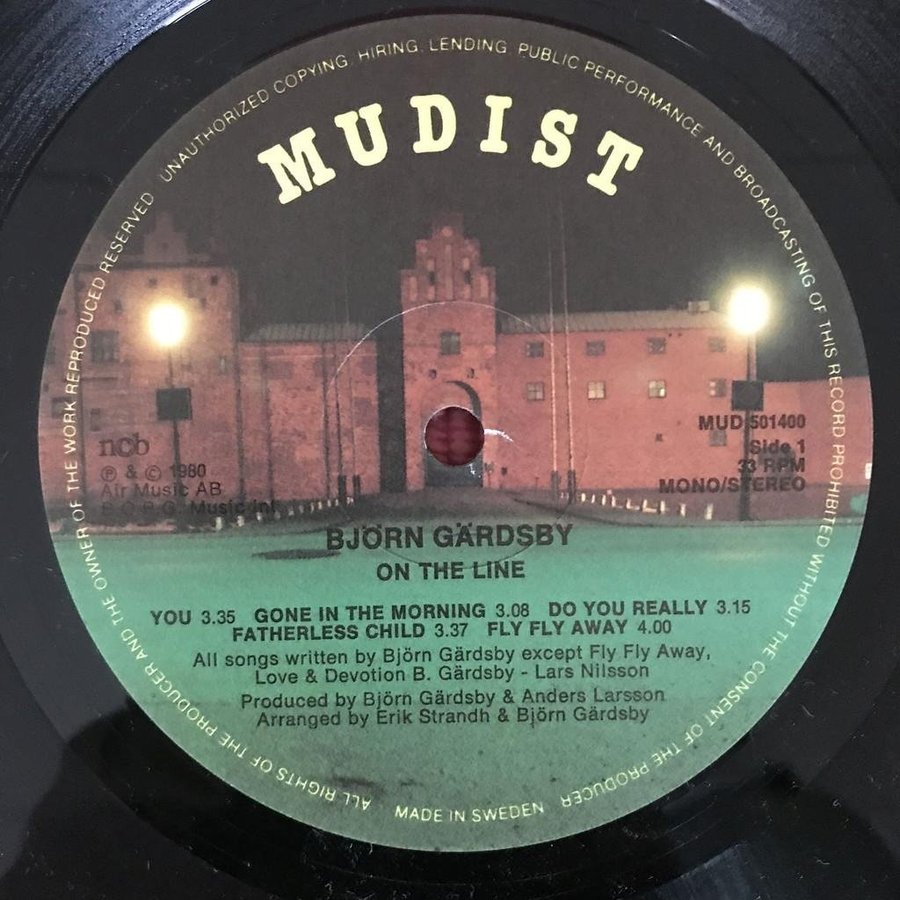 MUDIST
ALL RIGHTS OF THE PRODUCER AND THE OWNER OF THE WORK REPRODUCED RESERVED UNAUTHORIZED COPYING, HIRING, LENDING PUBLIC PERFORMANCE AND BROADCASTING OF THIS RECORD PROHIBITED WITHOUT THE CONSENT OF THE PRODUCER
MUD 501400
Side 1
33 RPM
MONO/STEREO
ncb
℗ & © 1980
Air Music AB
Music Int
BJÖRN GÄRDSBY
ON THE LINE
YOU 3.35 GONE IN THE MORNING 3.08 DO YOU REALLY 3.15
FATHERLESS CHILD 3.37 FLY FLY AWAY 4.00
All songs written by Björn Gärdsby except Fly Fly Away,
Love & Devotion B. Gärdsby - Lars Nilsson
Produced by Björn Gärdsby & Anders Larsson
Arranged by Erik Strandh & Björn Gärdsby
MADE IN SWEDEN